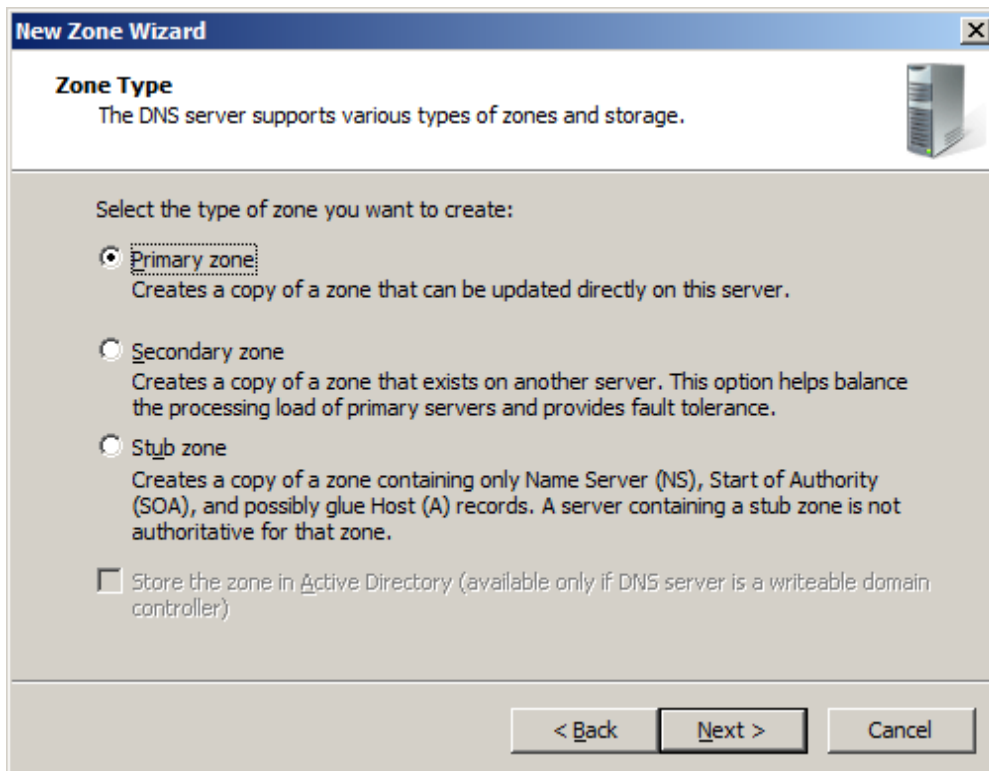 New Zone Wizard
Zone Type
The DNS server supports various types of zones and storage.
Select the type of zone you want to create:
Primary zone
Creates a copy of a zone that can be updated directly on this server.
Secondary zone
Creates a copy of a zone that exists on another server. This option helps balance
the processing load of primary servers and provides fault tolerance.
Stub zone
Creates a copy of a zone containing only Name Server (NS), Start of Authority
(SOA), and possibly glue Host (A) records. A server containing a stub zone is not
authoritative for that zone.
Store the zone in Active Directory (available only if DNS server is a writeable domain
controller)
< Back Next > Cancel